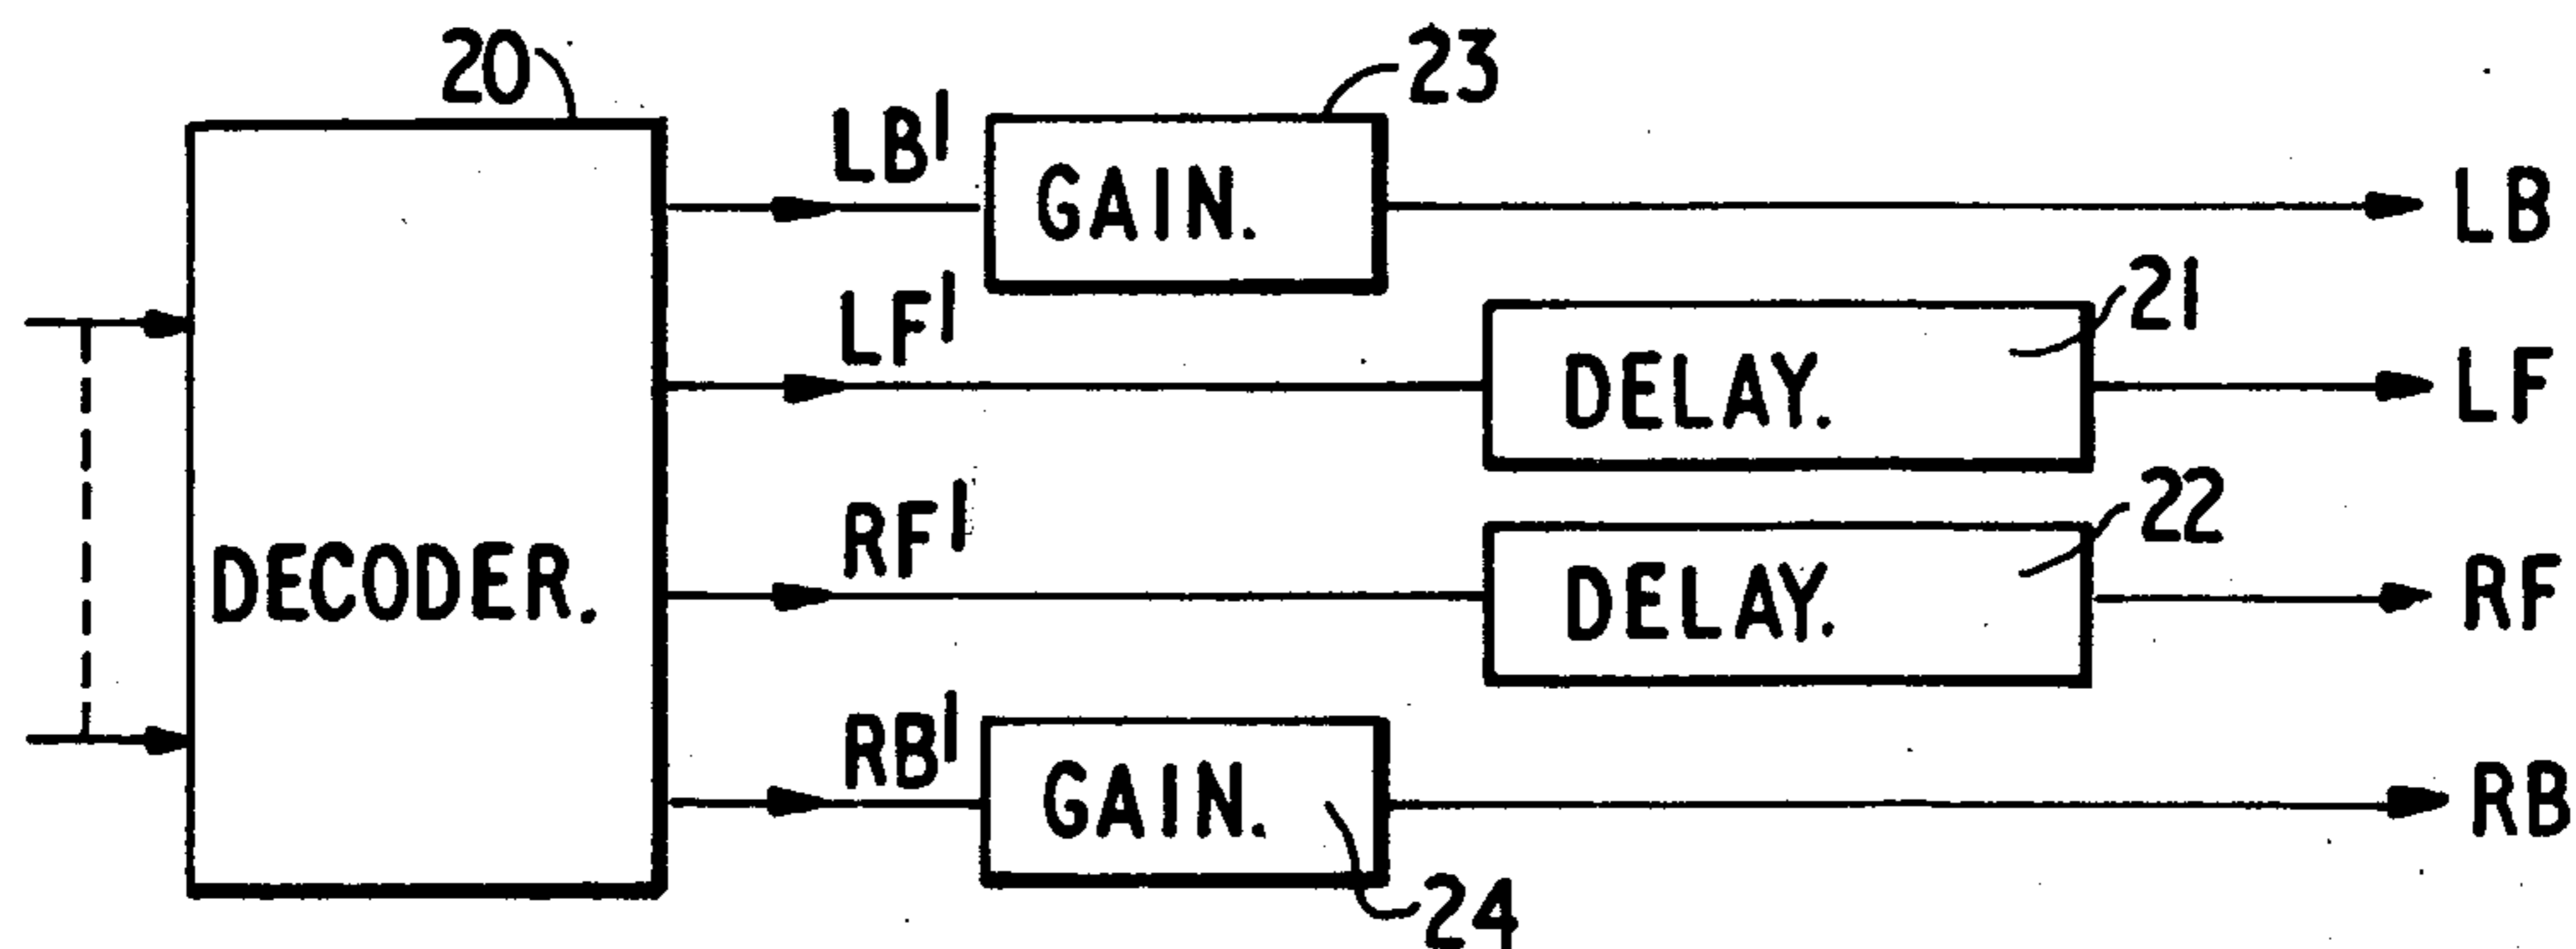 20
23
LB'
GAIN.
LB
21
LF'
DELAY.
LF
22
RF'
DELAY.
RF
DECODER.
RB'
GAIN.
RB
24